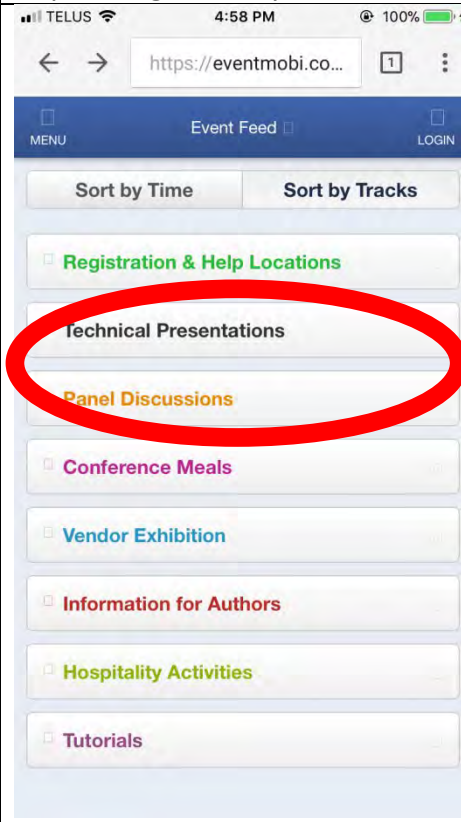 TELUS 4:58 PM 100%
https://eventmobi.co... 1
MENU Event Feed LOGIN
Sort by Time Sort by Tracks
Registration & Help Locations
Technical Presentations
Panel Discussions
Conference Meals
Vendor Exhibition
Information for Authors
Hospitality Activities
Tutorials